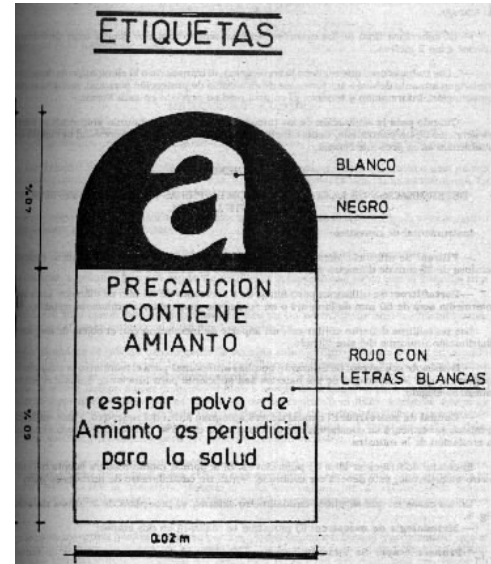 ETIQUETAS
a
BLANCO
NEGRO
40%
PRECAUCION
CONTIENE
AMIANTO
ROJO CON
LETRAS BLANCAS
respirar polvo de
Amianto es perjudicial
para la salud
60%
0.02 m